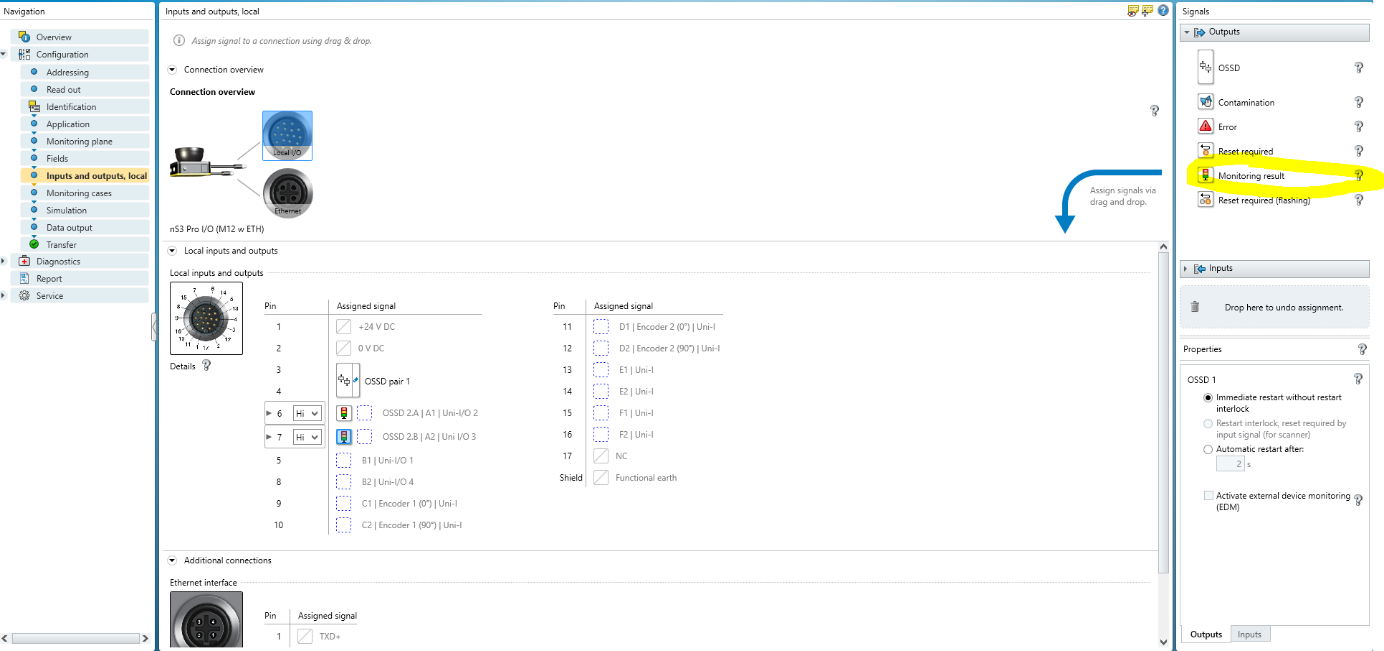 Navigation
Overview
Configuration
Addressing
Read out
Identification
Application
Monitoring plane
Fields
Inputs and outputs, local
Monitoring cases
Simulation
Data output
Transfer
Diagnostics
Report
Service
Inputs and outputs, local
Assign signal to a connection using drag & drop.
Connection overview
Connection overview
Local I/O
Ethernet
nS3 Pro I/O (M12 w ETH)
Assign signals via
drag and drop.
Local inputs and outputs
Local inputs and outputs
Details
Pin Assigned signal
1 +24 V DC
2 0 V DC
3
OSSD pair 1
4
6 Hi OSSD 2.A | A1 | Uni-I/O 2
7 Hi OSSD 2.B | A2 | Uni I/O 3
5 B1 | Uni-I/O 1
8 B2 | Uni-I/O 4
9 C1 | Encoder 1 (0°) | Uni-I
10 C2 | Encoder 1 (90°) | Uni-I
Pin Assigned signal
11 D1 | Encoder 2 (0°) | Uni-I
12 D2 | Encoder 2 (90°) | Uni-I
13 E1 | Uni-I
14 E2 | Uni-I
15 F1 | Uni-I
16 F2 | Uni-I
17 NC
Shield Functional earth
Additional connections
Ethernet interface
Pin Assigned signal
1 TXD+
Signals
Outputs
OSSD
Contamination
Error
Reset required
Monitoring result
Reset required (flashing)
Inputs
Drop here to undo assignment.
Properties
OSSD 1
Immediate restart without restart
interlock
Restart interlock; reset required by
input signal (for scanner)
Automatic restart after:
2 s
Activate external device monitoring
(EDM)
Outputs Inputs